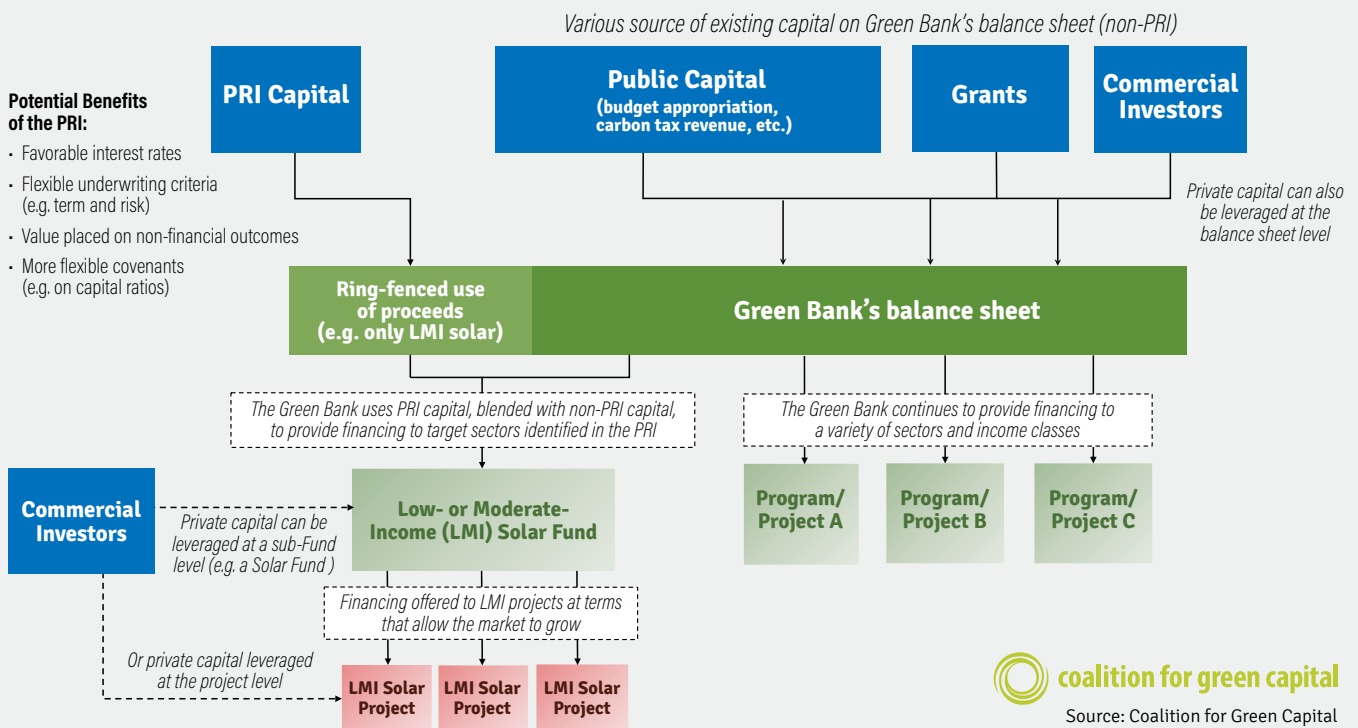 Various source of existing capital on Green Bank's balance sheet (non-PRI)
Potential Benefits
of the PRI:
· Favorable interest rates
· Flexible underwriting criteria
(e.g. term and risk)
· Value placed on non-financial outcomes
· More flexible covenants
(e.g. on capital ratios)
PRI Capital
Public Capital
(budget appropriation,
carbon tax revenue, etc.)
Grants
Commercial
Investors
Private capital can also
be leveraged at the
balance sheet level
Ring-fenced use
of proceeds
(e.g. only LMI solar)
Green Bank's balance sheet
The Green Bank uses PRI capital, blended with non-PRI capital,
to provide financing to target sectors identified in the PRI
The Green Bank continues to provide financing to
a variety of sectors and income classes
Commercial
Investors
Private capital can be
leveraged at a sub-Fund
level (e.g. a Solar Fund )
Low- or Moderate-
Income (LMI) Solar Fund
Program/
Project A
Program/
Project B
Program/
Project C
Financing offered to LMI projects at terms
that allow the market to grow
Or private capital leveraged
at the project level
LMI Solar
Project
LMI Solar
Project
LMI Solar
Project
coalition for green capital
Source: Coalition for Green Capital